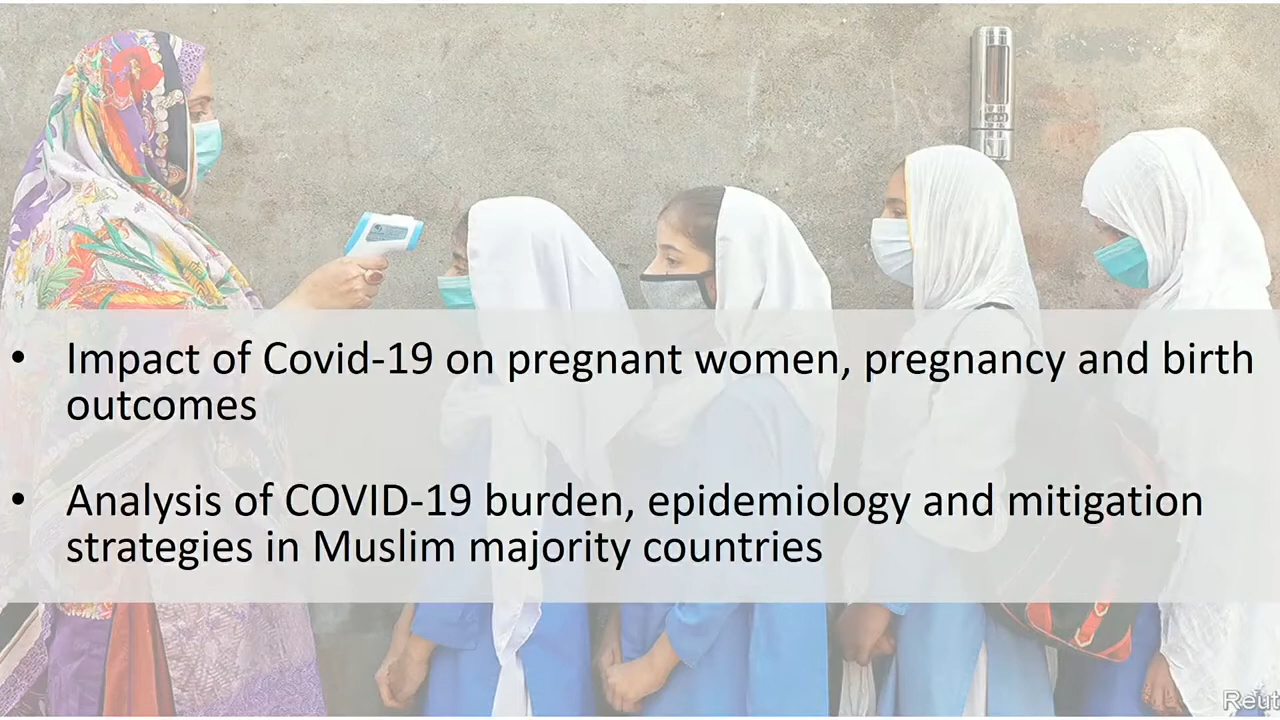 • Impact of Covid-19 on pregnant women, pregnancy and birth
outcomes
• Analysis of COVID-19 burden, epidemiology and mitigation
strategies in Muslim majority countries
Reut